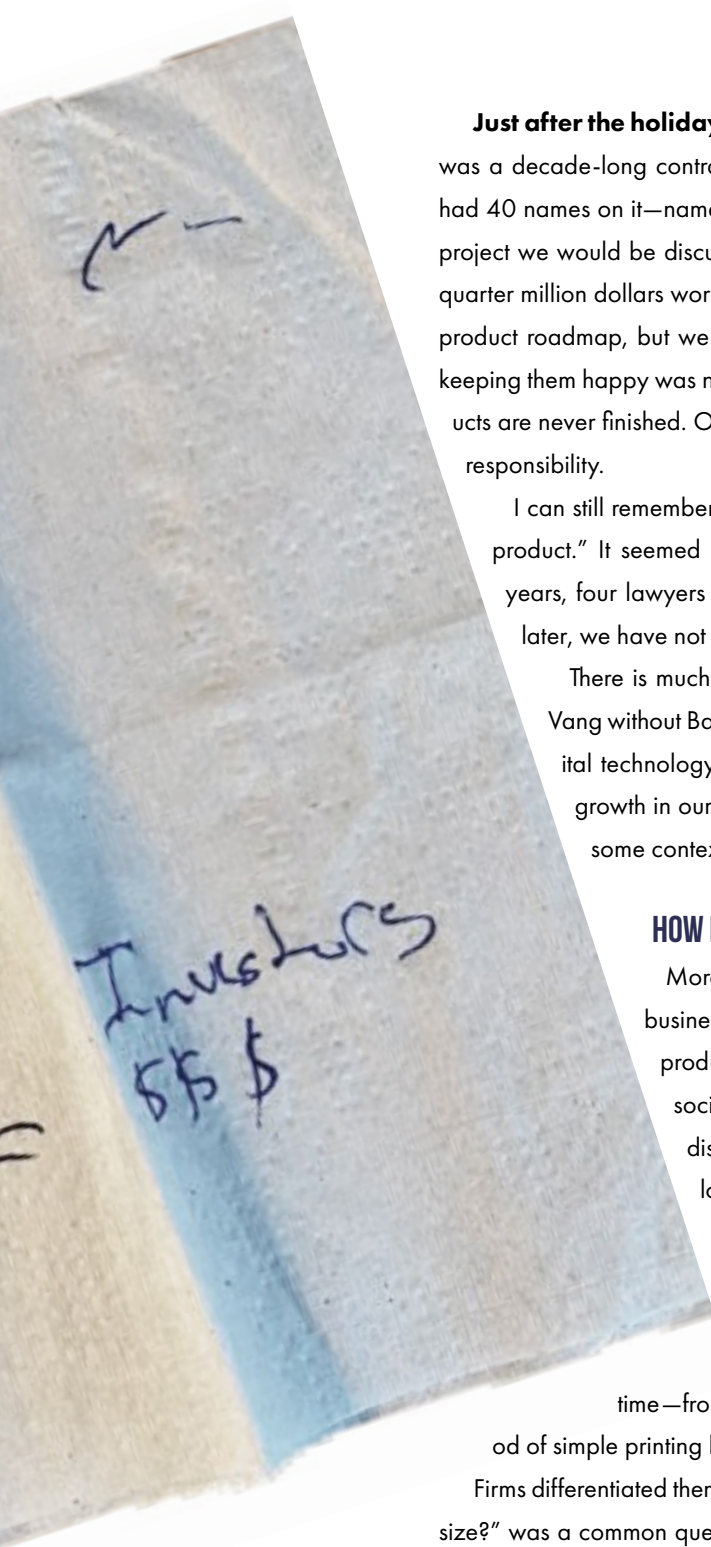 Investors
$$$
Just after the holiday
was a decade-long contra
had 40 names on it—name
project we would be discu
quarter million dollars wor
product roadmap, but we
keeping them happy was n
ucts are never finished. O
responsibility.
I can still remember
product.” It seemed
years, four lawyers
later, we have not
There is much
Vang without Ba
ital technology
growth in our
some contex
HOW
More
busine
produ
soci
dis
lo
time—fro
od of simple printing
Firms differentiated ther
size?” was a common que